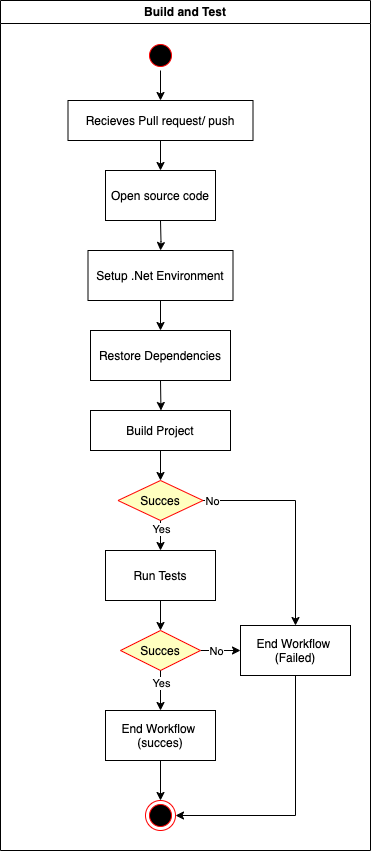 Build and Test
Recieves Pull request/ push
Open source code
Setup .Net Environment
Restore Dependencies
Build Project
Succes
No
Yes
Run Tests
Succes
No
End Workflow
(Failed)
Yes
End Workflow
(succes)